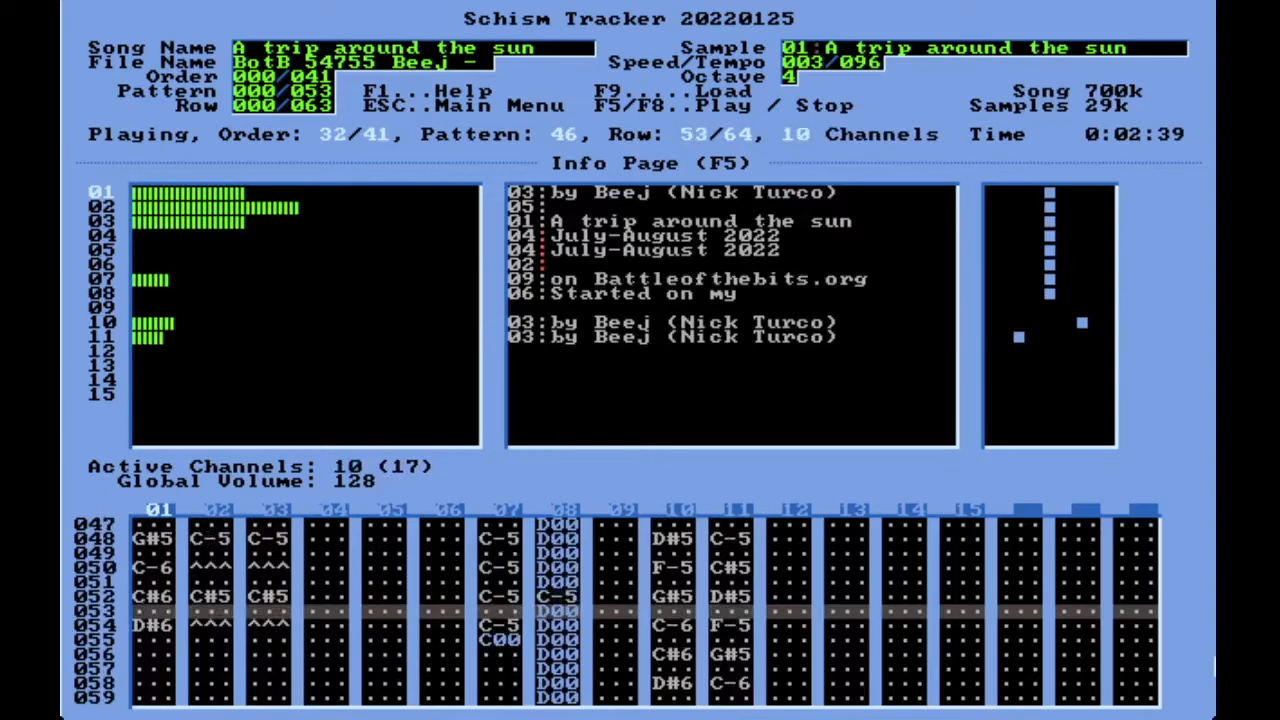 Schism Tracker 20220125
Song Name A trip around the sun Sample 01:A trip around the sun
File Name BotB 54755 Beej - Speed/Tempo 003/096
Order 000/041 Octave 4
Pattern 000/053 F1...Help F9.....Load Song 700k
Row 000/063 ESC..Main Menu F5/F8..Play / Stop Samples 29k
Playing, Order: 32/41, Pattern: 46, Row: 53/64, 10 Channels Time 0:02:39
Info Page (F5)
01 03:by Beej (Nick Turco)
02 05:
03 01:A trip around the sun
04 04:July-August 2022
05 04:July-August 2022
06 02:
07 09:on Battleofthebits.org
08 06:Started on my
09
10 03:by Beej (Nick Turco)
11 03:by Beej (Nick Turco)
12
13
14
15
Active Channels: 10 (17)
Global Volume: 128
01 02 03 04 05 06 07 08 09 10 11 12 13 14 15
047 ... ... ... ... ... ... ... D00 ... ... ... ... ... ... ... ... ... ...
048 G#5 C-5 C-5 ... ... ... C-5 D00 ... D#5 C-5 ... ... ... ... ... ... ...
049 ... ... ... ... ... ... ... D00 ... ... ... ... ... ... ... ... ... ...
050 C-6 ^^^ ^^^ ... ... ... C-5 D00 ... F-5 C#5 ... ... ... ... ... ... ...
051 ... ... ... ... ... ... ... D00 ... ... ... ... ... ... ... ... ... ...
052 C#6 C#5 C#5 ... ... ... C-5 C-5 ... G#5 D#5 ... ... ... ... ... ... ...
053 ... ... ... ... ... ... ... D00 ... ... ... ... ... ... ... ... ... ...
054 D#6 ^^^ ^^^ ... ... ... C-5 D00 ... C-6 F-5 ... ... ... ... ... ... ...
055 ... ... ... ... ... ... C00 D00 ... ... ... ... ... ... ... ... ... ...
056 ... ... ... ... ... ... ... D00 ... C#6 G#5 ... ... ... ... ... ... ...
057 ... ... ... ... ... ... ... D00 ... ... ... ... ... ... ... ... ... ...
058 ... ... ... ... ... ... ... D00 ... D#6 C-6 ... ... ... ... ... ... ...
059 ... ... ... ... ... ... ... D00 ... ... ... ... ... ... ... ... ... ...